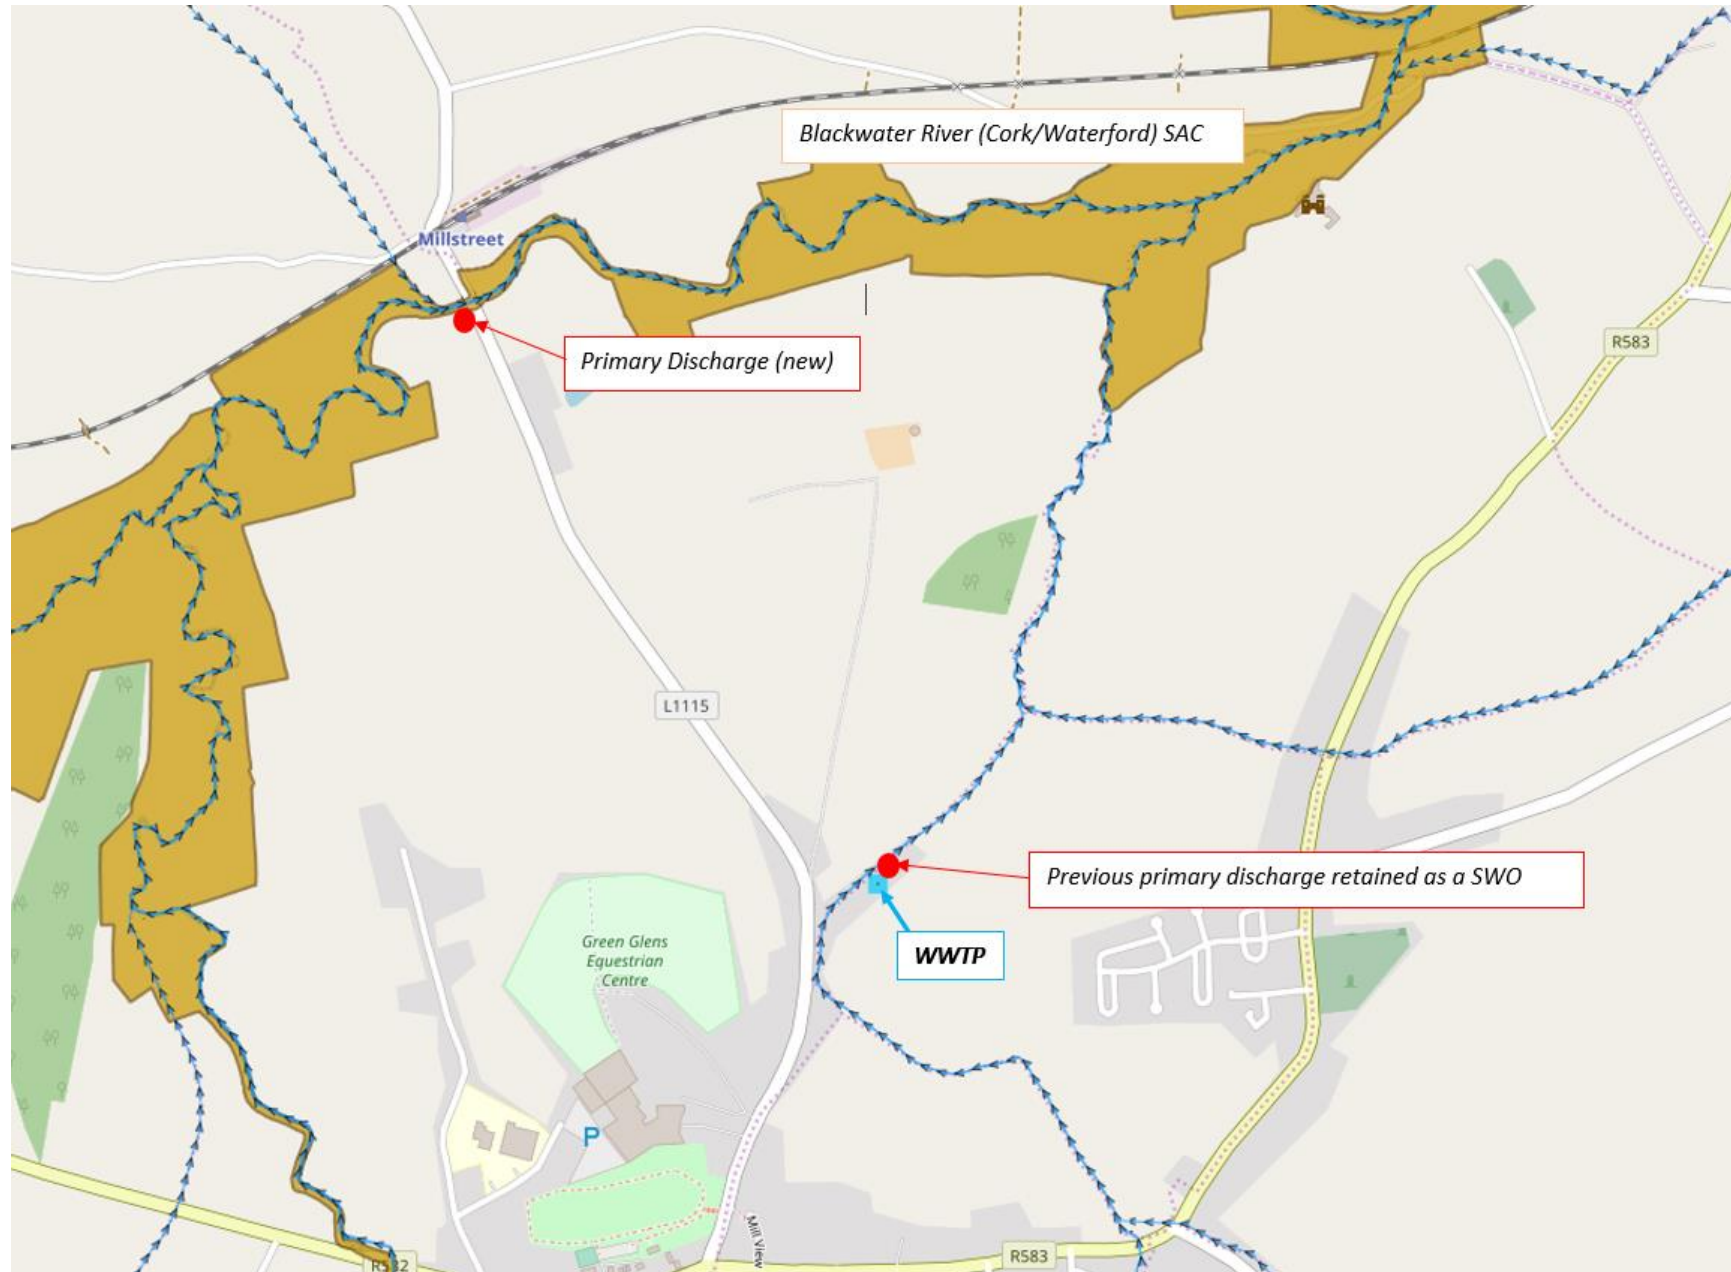 Blackwater River (Cork/Waterford) SAC
Millstreet
Primary Discharge (new)
R583
L1115
Previous primary discharge retained as a SWO
WWTP
Green Glens
Equestrian
Centre
P
Mill View
R583
R582